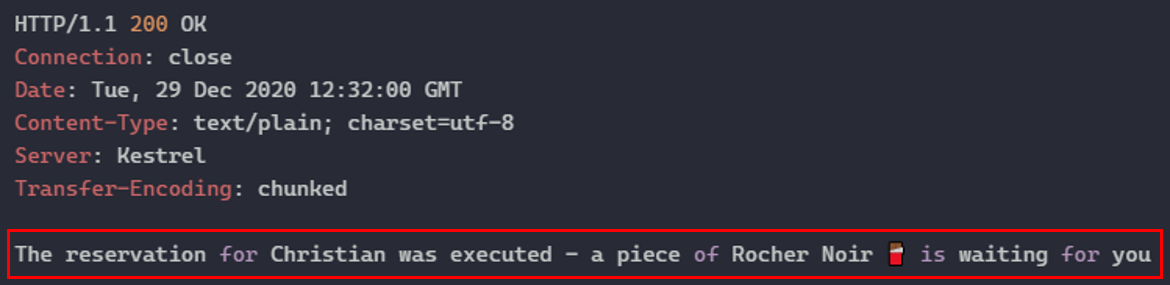 HTTP/1.1 200 OK
Connection: close
Date: Tue, 29 Dec 2020 12:32:00 GMT
Content-Type: text/plain; charset=utf-8
Server: Kestrel
Transfer-Encoding: chunked
The reservation for Christian was executed - a piece of Rocher Noir 🍫 is waiting for you